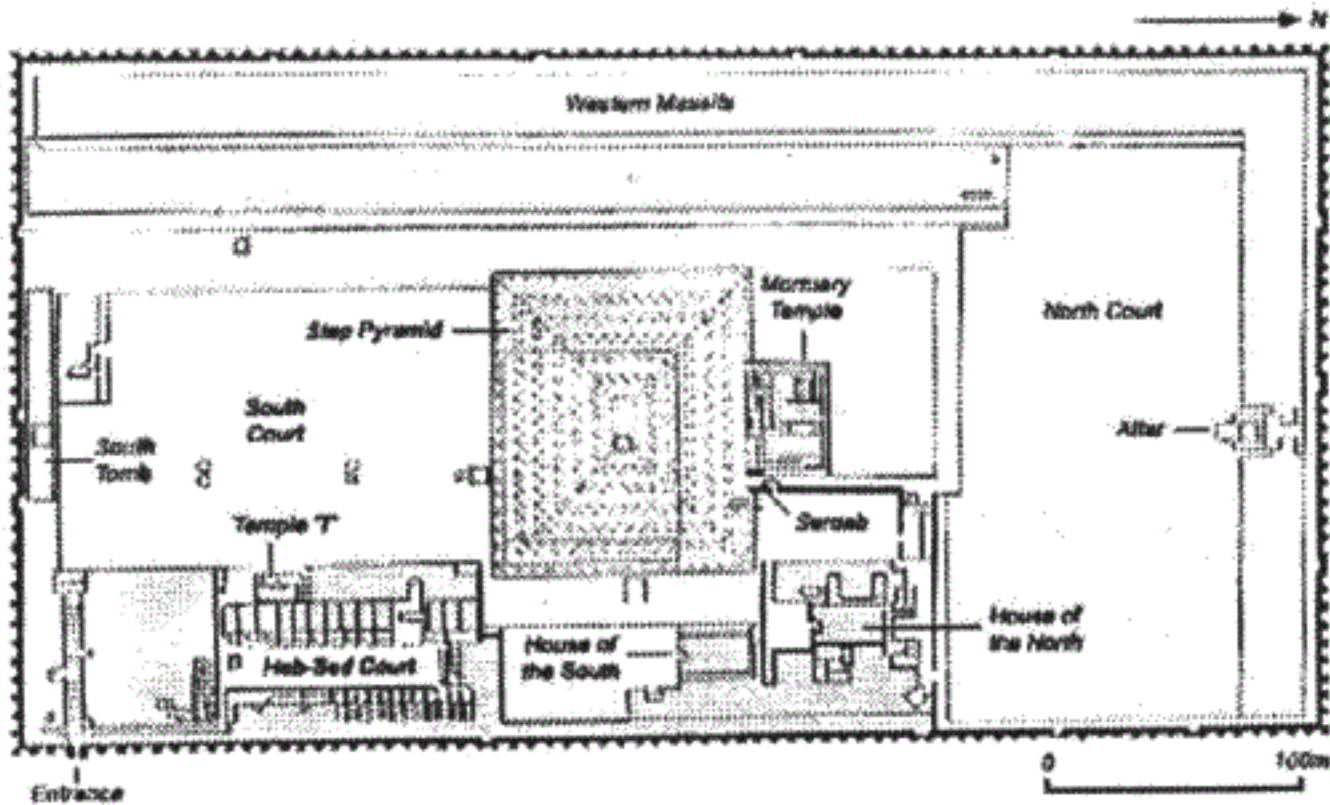 N
Western Massifs
Mortuary
Temple
Step Pyramid
North Court
South
Court
Altar
South
Tomb
Serdab
Temple 'T'
House of
the North
House of
the South
Heb-Sed Court
0
100m
Entrance